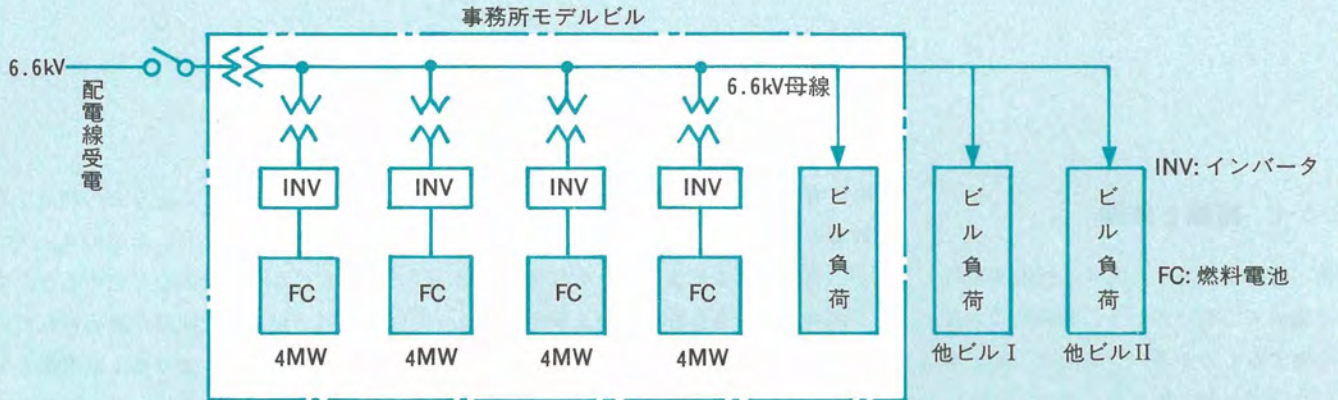 事務所モデルビル
6.6kV
配電線受電
6.6kV母線
INV
INV
INV
INV
ビル負荷
ビル負荷
ビル負荷
INV: インバータ
FC
FC
FC
FC
FC: 燃料電池
4MW
4MW
4MW
4MW
他ビルI
他ビルII